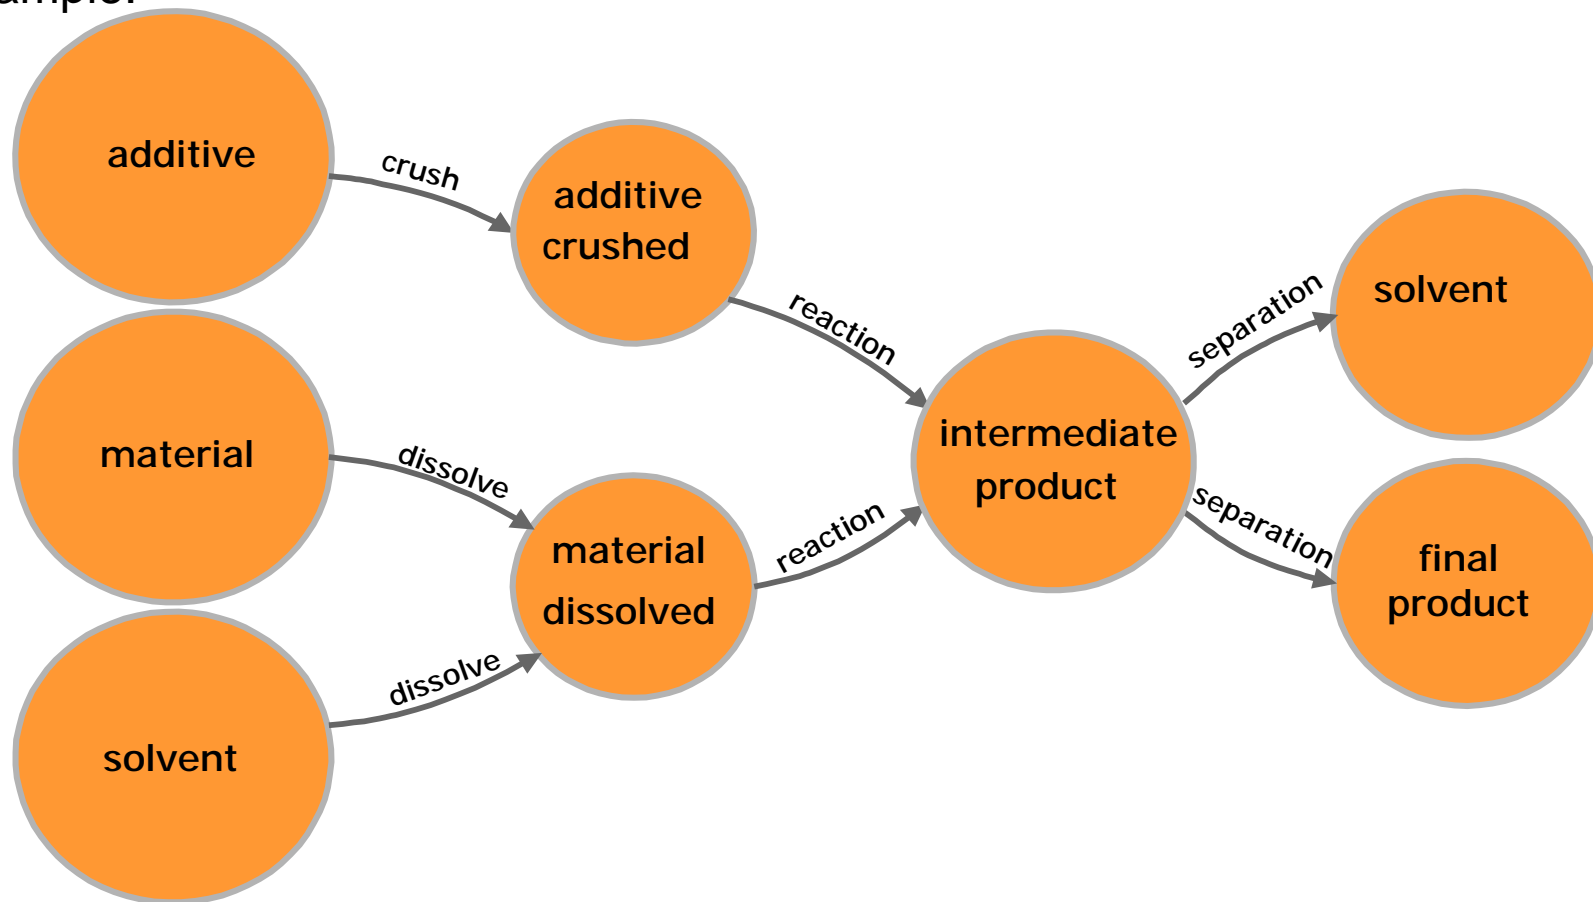 additive
crush
additive
crushed
reaction
material
dissolve
material
dissolved
reaction
solvent
dissolve
intermediate
product
separation
solvent
separation
final
product